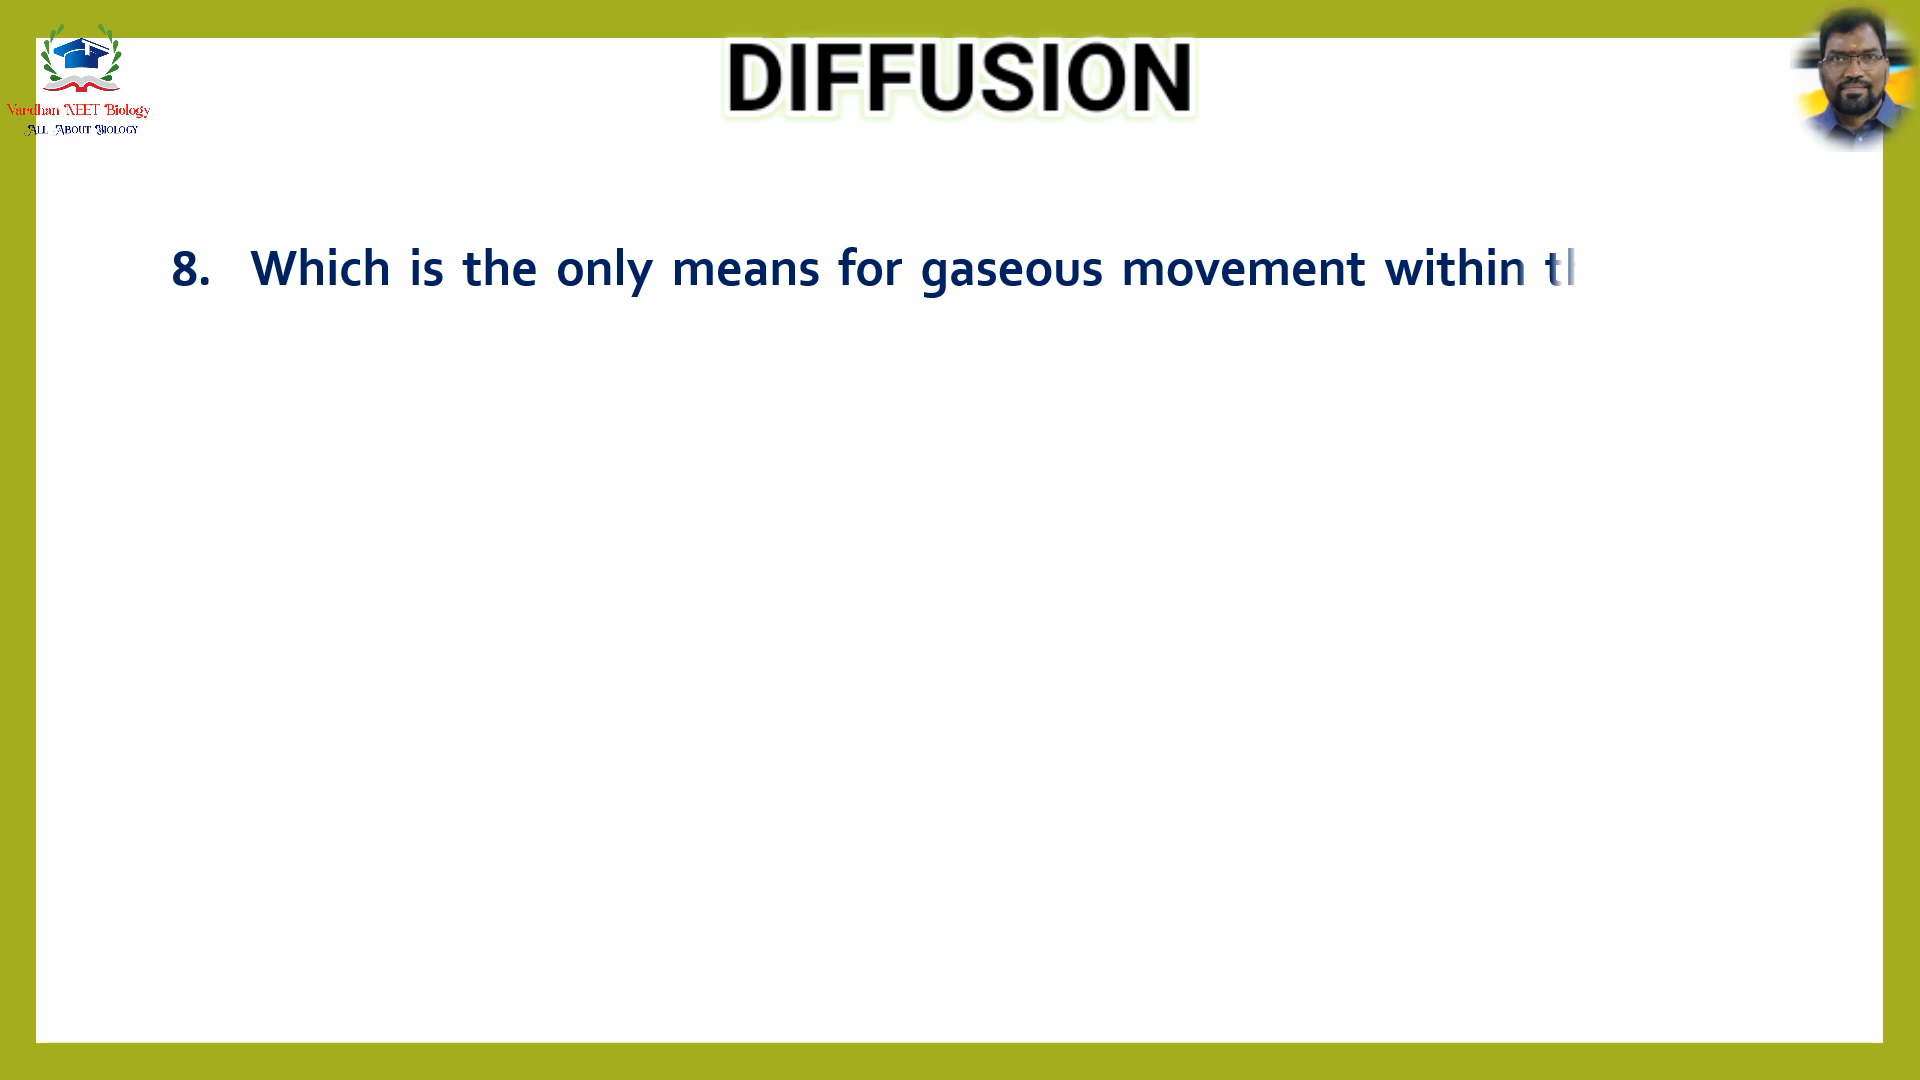 DIFFUSION
Vardhan NEET Biology
All About Biology
8. Which is the only means for gaseous movement within